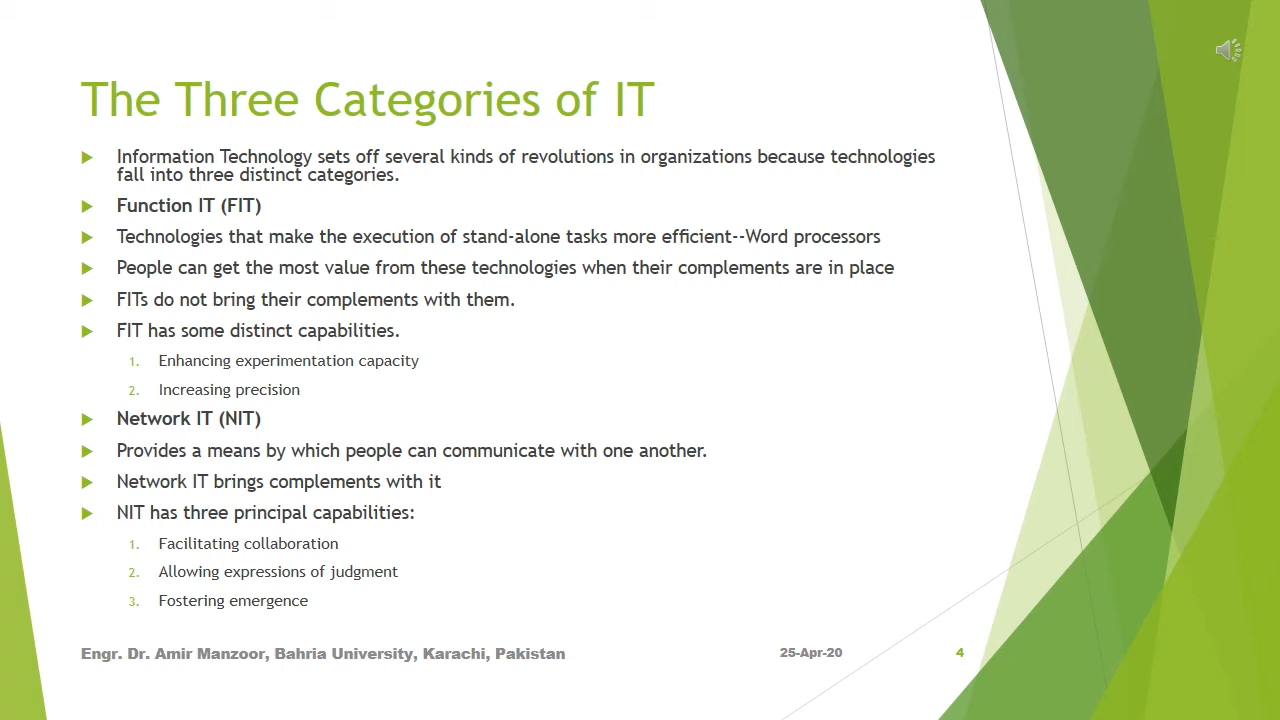 The Three Categories of IT
Information Technology sets off several kinds of revolutions in organizations because technologies
fall into three distinct categories.
Function IT (FIT)
Technologies that make the execution of stand-alone tasks more efficient--Word processors
People can get the most value from these technologies when their complements are in place
FITs do not bring their complements with them.
FIT has some distinct capabilities.
1. Enhancing experimentation capacity
2. Increasing precision
Network IT (NIT)
Provides a means by which people can communicate with one another.
Network IT brings complements with it
NIT has three principal capabilities:
1. Facilitating collaboration
2. Allowing expressions of judgment
3. Fostering emergence
Engr. Dr. Amir Manzoor, Bahria University, Karachi, Pakistan 25-Apr-20 4